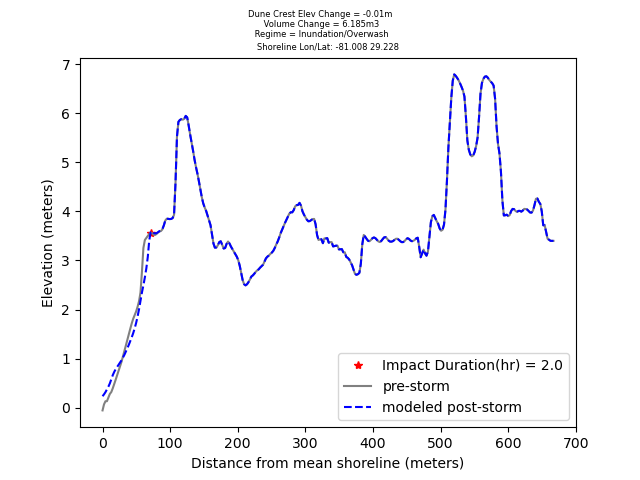 Dune Crest Elev Change = -0.01m
Volume Change = 6.185m3
Regime = Inundation/Overwash
Shoreline Lon/Lat: -81.008 29.228
7
6
5
4
3
2
1
0
Elevation (meters)
Impact Duration(hr) = 2.0
pre-storm
modeled post-storm
0 100 200 300 400 500 600 700
Distance from mean shoreline (meters)